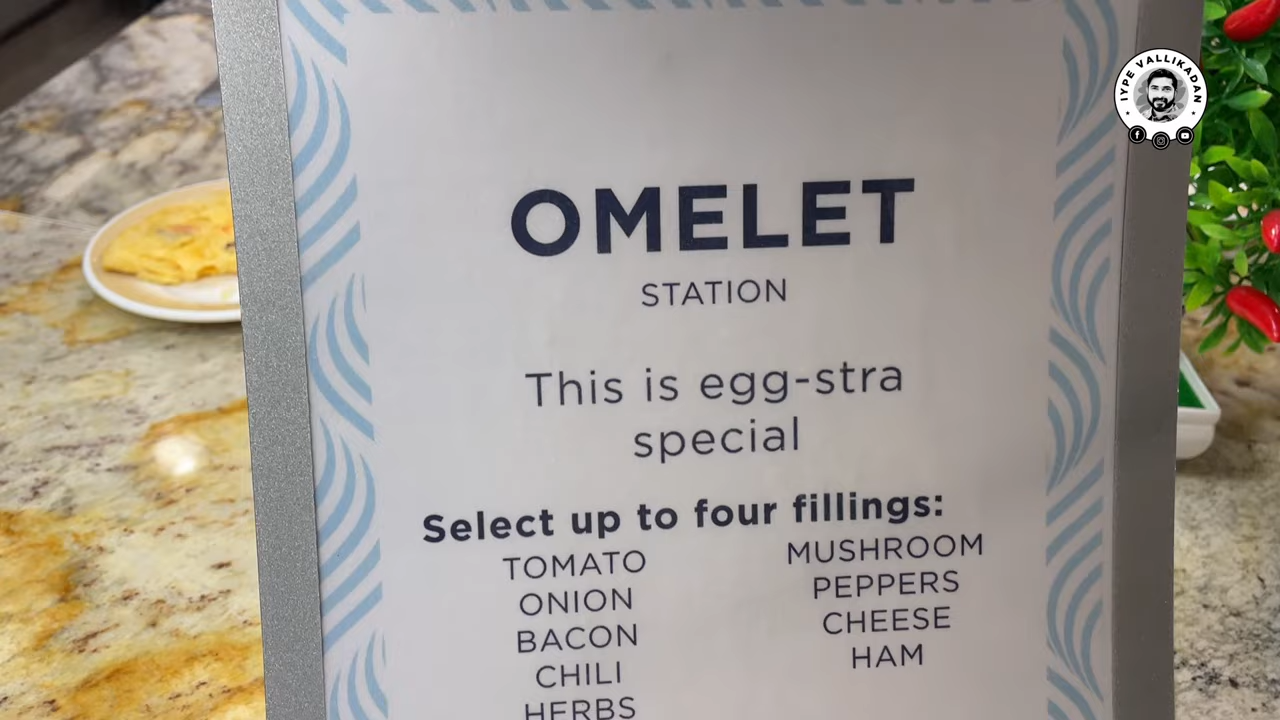 IYPE VALLIKADAN
OMELET
STATION
This is egg-stra
special
Select up to four fillings:
TOMATO
ONION
BACON
CHILI
HERBS
MUSHROOM
PEPPERS
CHEESE
HAM